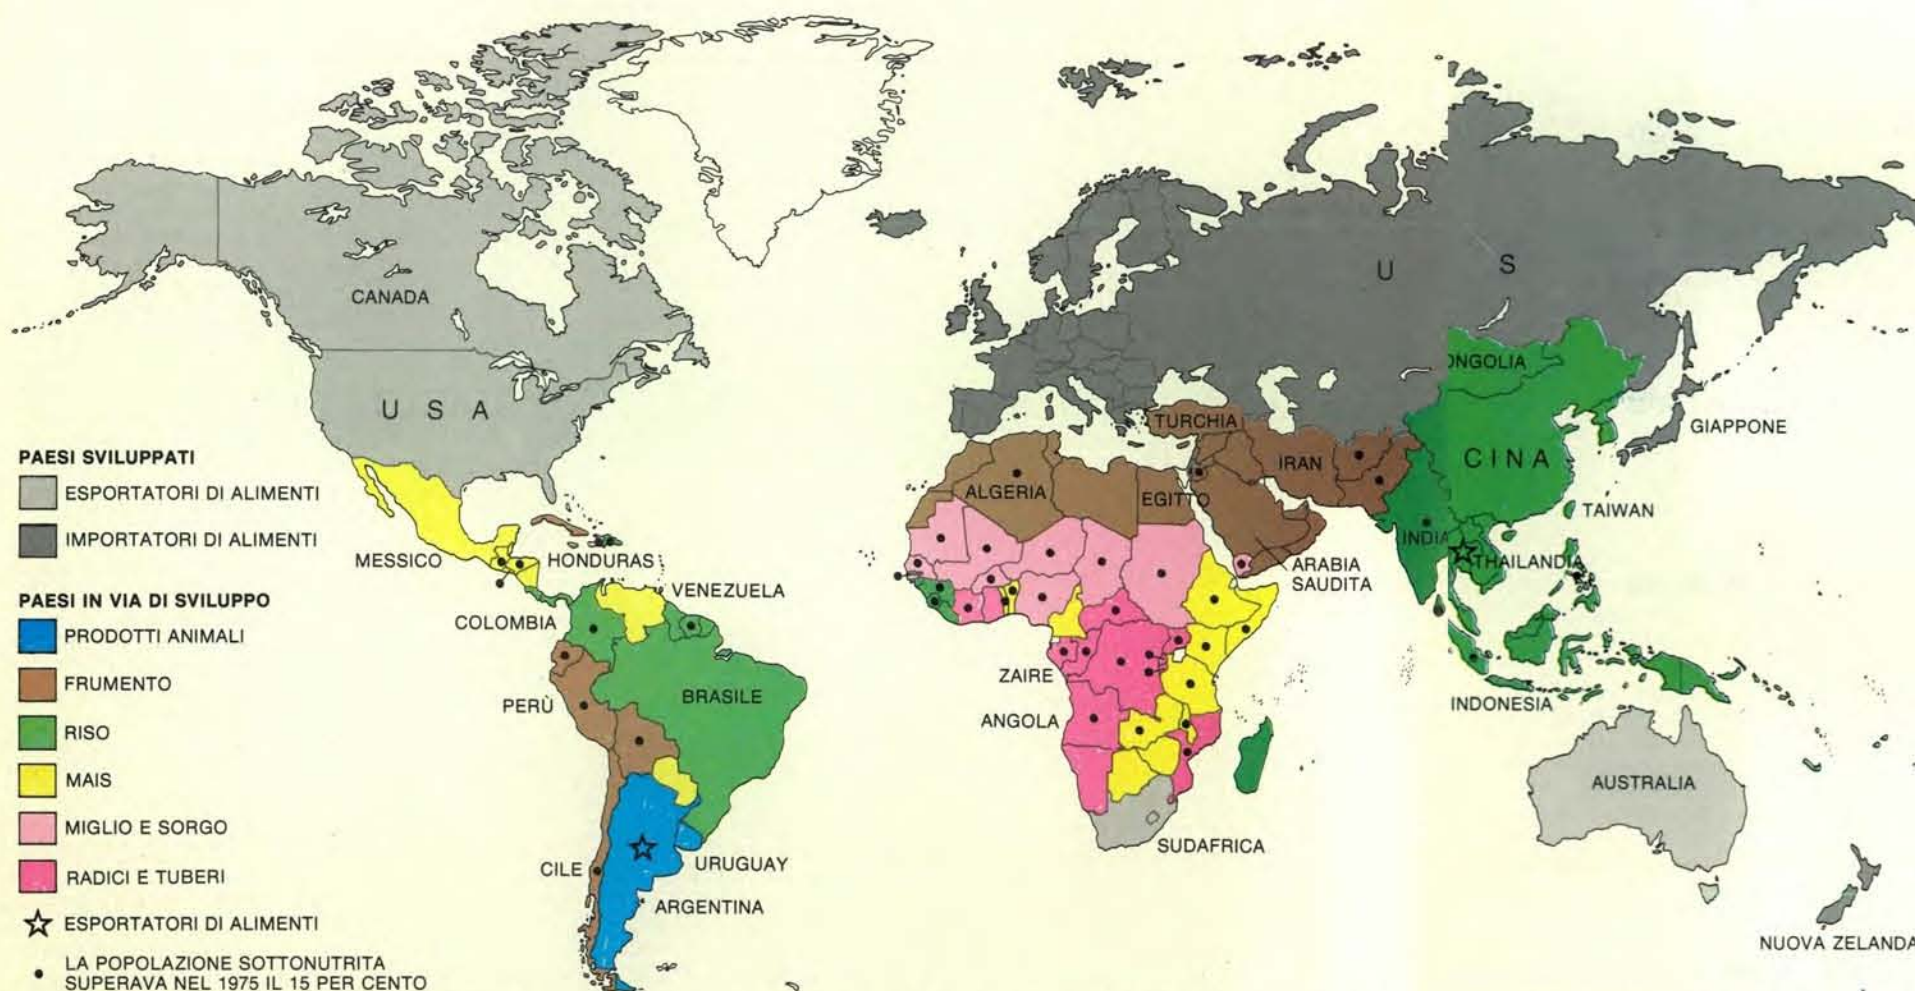 CANADA
U S A
U S
ONGOLIA
CINA
GIAPPONE
TAIWAN
TURCHIA
IRAN
ALGERIA
EGITTO
INDIA
THAILANDIA
ARABIA
SAUDITA
MESSICO
HONDURAS
VENEZUELA
COLOMBIA
ZAIRE
BRASILE
PERÙ
ANGOLA
INDONESIA
AUSTRALIA
SUDAFRICA
CILE
URUGUAY
ARGENTINA
NUOVA ZELANDA
PAESI SVILUPPATI
ESPORTATORI DI ALIMENTI
IMPORTATORI DI ALIMENTI
PAESI IN VIA DI SVILUPPO
PRODOTTI ANIMALI
FRUMENTO
RISO
MAIS
MIGLIO E SORGO
RADICI E TUBERI
ESPORTATORI DI ALIMENTI
LA POPOLAZIONE SOTTONUTRITA
SUPERAVA NEL 1975 IL 15 PER CENTO